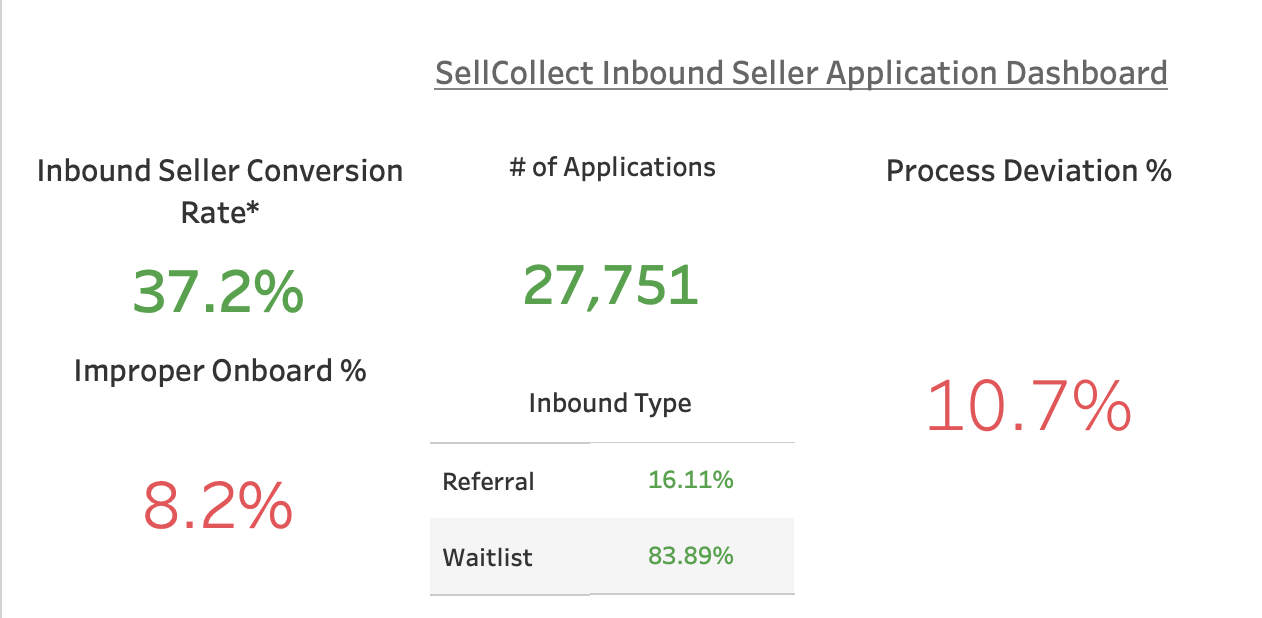 SellCollect Inbound Seller Application Dashboard
Inbound Seller Conversion
Rate*
37.2%
Improper Onboard %
8.2%
# of Applications
27,751
Inbound Type
Referral 16.11%
Waitlist 83.89%
Process Deviation %
10.7%